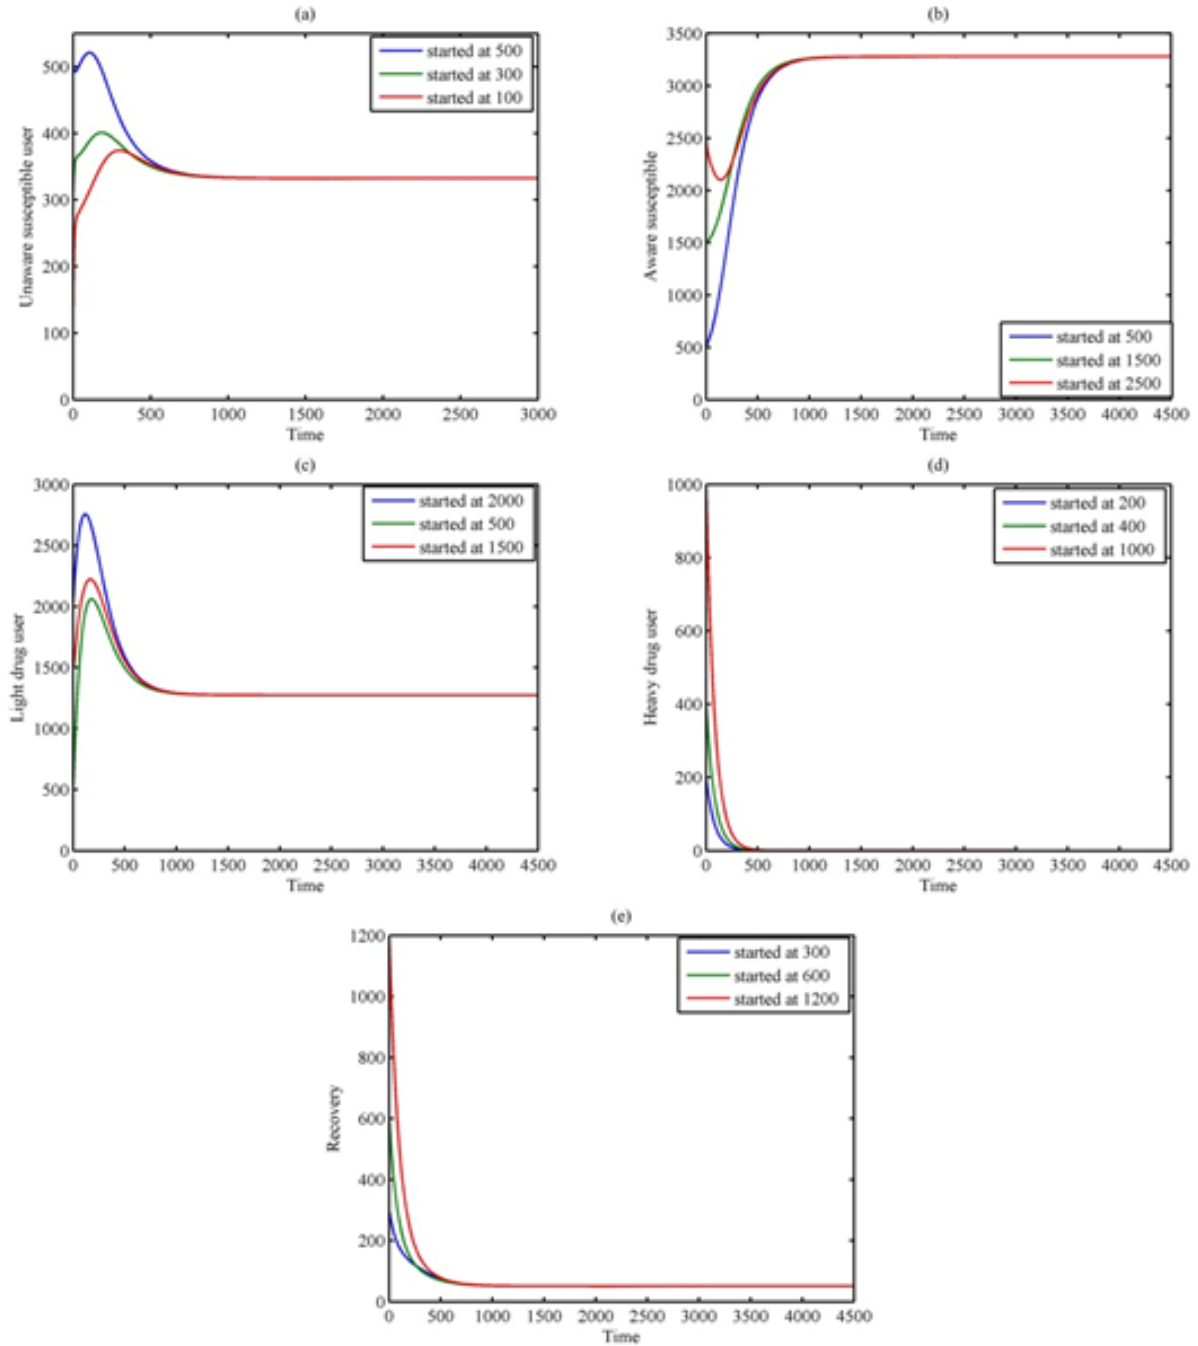 (a)
500
400
300
200
100
0
Unaware susceptible user
started at 500
started at 300
started at 100
0 500 1000 1500 2000 2500 3000
Time
(b)
3500
3000
2500
2000
1500
1000
500
0
Aware susceptible
started at 500
started at 1500
started at 2500
0 500 1000 1500 2000 2500 3000 3500 4000 4500
Time
(c)
3000
2500
2000
1500
1000
500
0
Light drug user
started at 2000
started at 500
started at 1500
0 500 1000 1500 2000 2500 3000 3500 4000 4500
Time
(d)
1000
800
600
400
200
0
Heavy drug user
started at 200
started at 400
started at 1000
0 500 1000 1500 2000 2500 3000 3500 4000 4500
Time
(e)
1200
1000
800
600
400
200
0
Recovery
started at 300
started at 600
started at 1200
0 500 1000 1500 2000 2500 3000 3500 4000 4500
Time